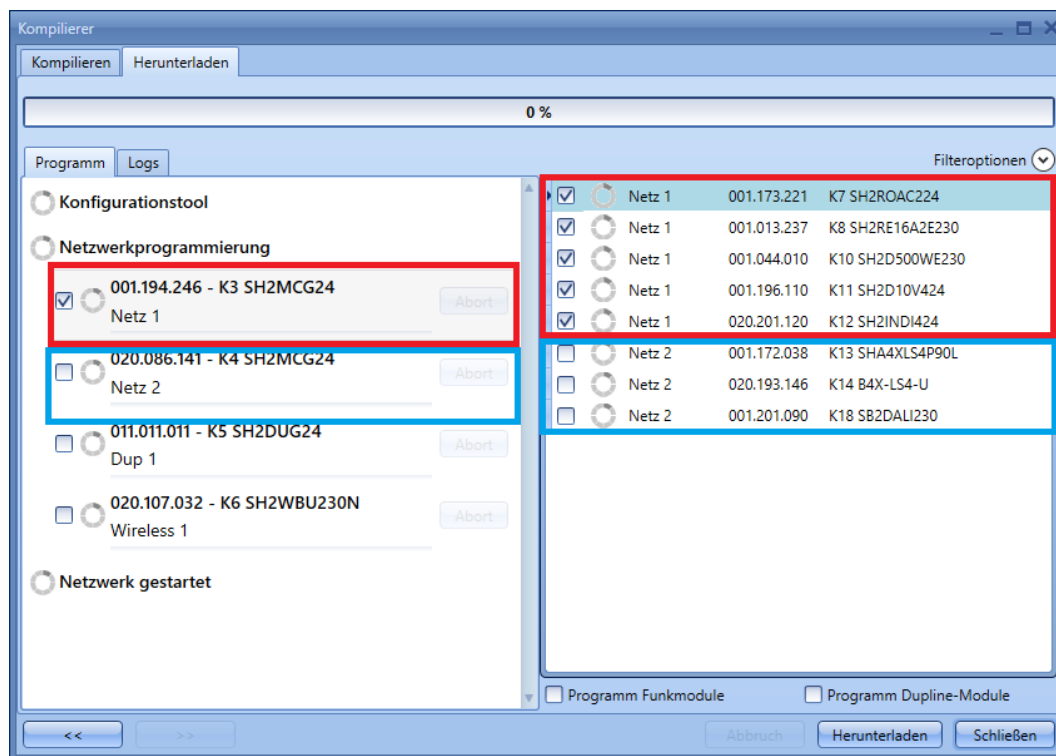 Kompilierer
Kompilieren Herunterladen
0 %
Programm Logs
Filteroptionen
Konfigurationstool
Netzwerkprogrammierung
001.194.246 - K3 SH2MCG24
Netz 1
Abort
020.086.141 - K4 SH2MCG24
Netz 2
Abort
011.011.011 - K5 SH2DUG24
Dup 1
Abort
020.107.032 - K6 SH2WBU230N
Wireless 1
Abort
Netzwerk gestartet
Netz 1 001.173.221 K7 SH2ROAC224
Netz 1 001.013.237 K8 SH2RE16A2E230
Netz 1 001.044.010 K10 SH2D500WE230
Netz 1 001.196.110 K11 SH2D10V424
Netz 1 020.201.120 K12 SH2INDI424
Netz 2 001.172.038 K13 SHA4XLS4P90L
Netz 2 020.193.146 K14 B4X-LS4-U
Netz 2 001.201.090 K18 SB2DALI230
Programm Funkmodule Programm Dupline-Module
<< >> Abbruch Herunterladen Schließen